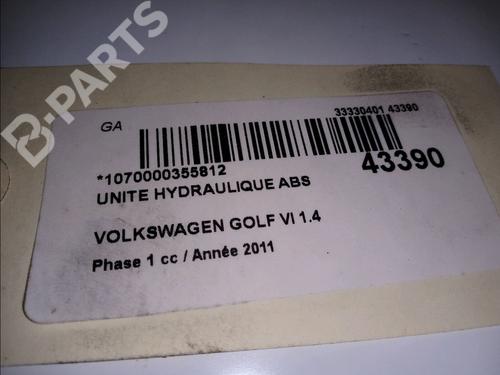 B-PARTS
GA
33330401 43390
*1070000355812
43390
UNITE HYDRAULIQUE ABS
VOLKSWAGEN GOLF VI 1.4
Phase 1 cc / Année 2011